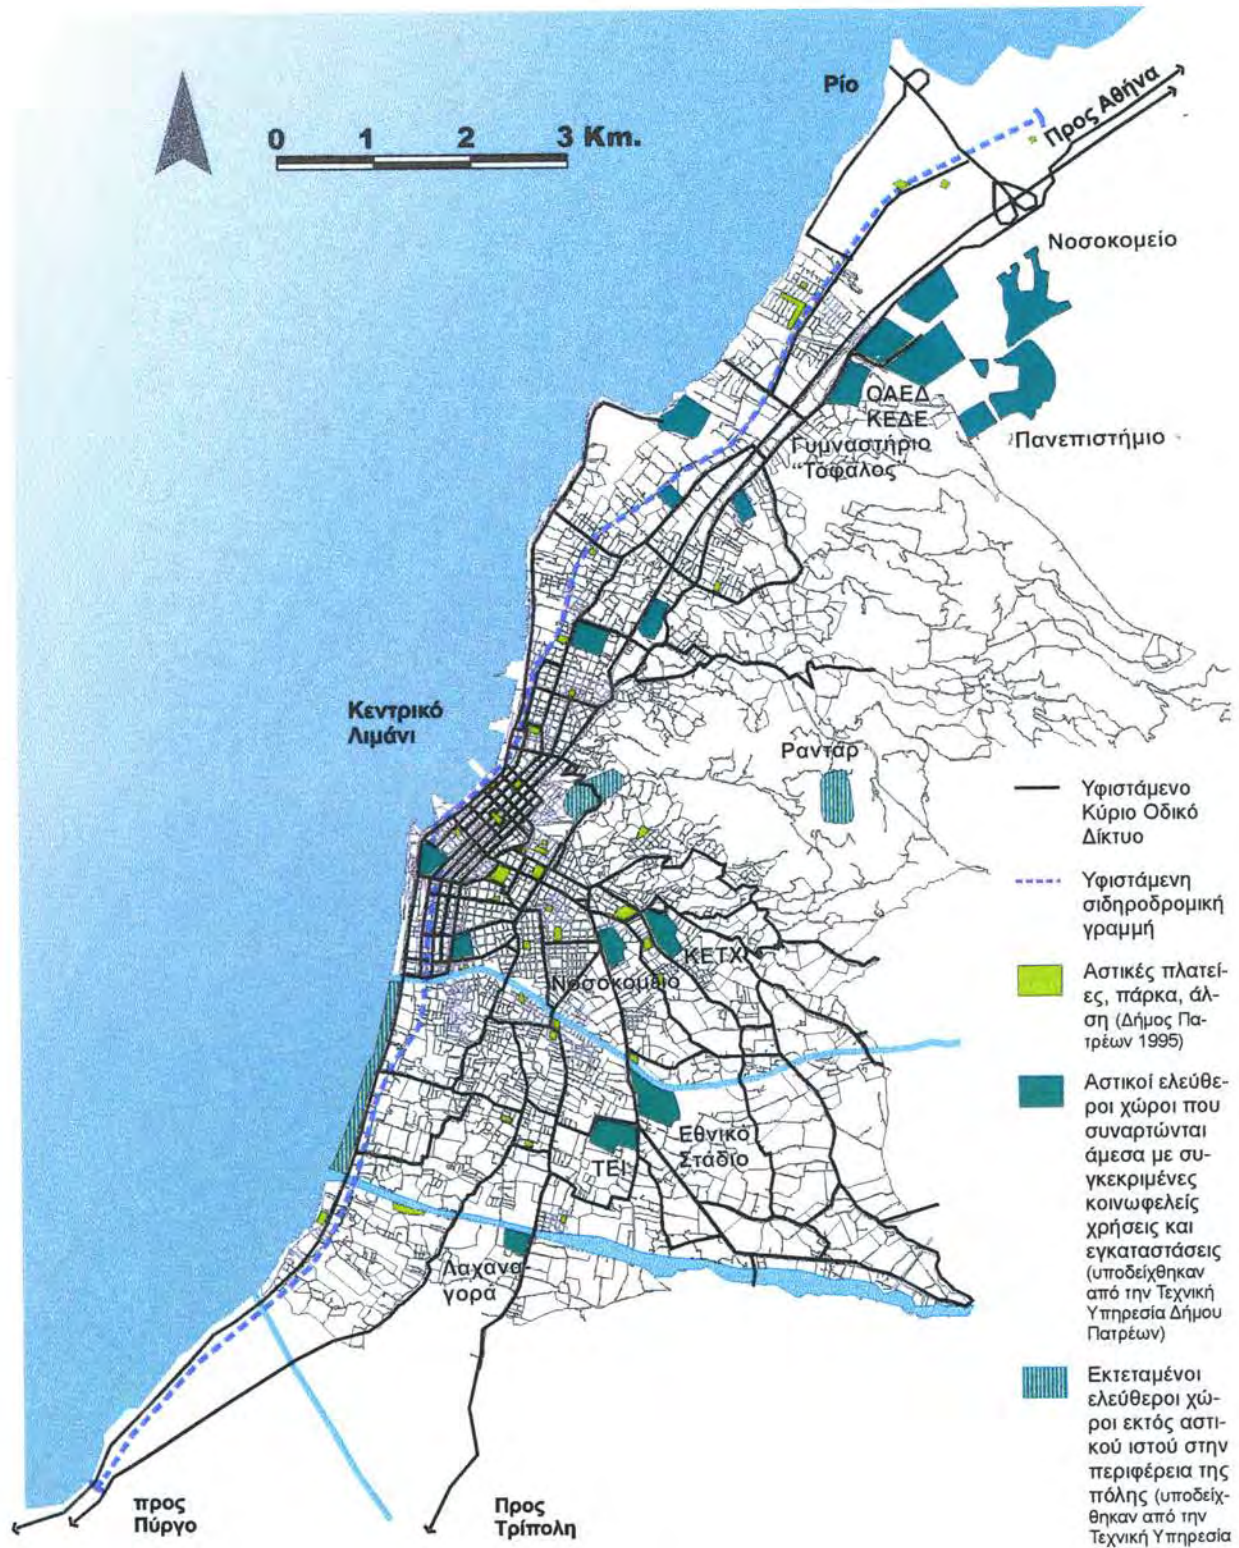 Ρίο
Προς Αθήνα
0 1 2 3 Km.
Νοσοκομείο
ΟΑΕΔ
ΚΕΔΕ
Πανεπιστήμιο
Γυμναστήριο
“Τόφαλος”
Κεντρικό
Λιμάνι
Ραντάρ
ΚΕΤΧ
Νοσοκομείο
Εθνικό
Στάδιο
ΤΕΙ
Λαχανα
γορά
προς
Πύργο
Προς
Τρίπολη
Υφιστάμενο
Κύριο Οδικό
Δίκτυο
Υφιστάμενη
σιδηροδρομική
γραμμή
Αστικές πλατεί-
ες, πάρκα, άλ-
ση (Δήμος Πα-
τρέων 1995)
Αστικοί ελεύθε-
ροι χώροι που
συναρτώνται
άμεσα με συ-
γκεκριμένες
κοινωφελείς
χρήσεις και
εγκαταστάσεις
(υποδείχθηκαν
από την Τεχνική
Υπηρεσία Δήμου
Πατρέων)
Εκτεταμένοι
ελεύθεροι χώ-
ροι εκτός αστι-
κού ιστού στην
περιφέρεια της
πόλης (υποδείχ-
θηκαν από την
Τεχνική Υπηρεσία